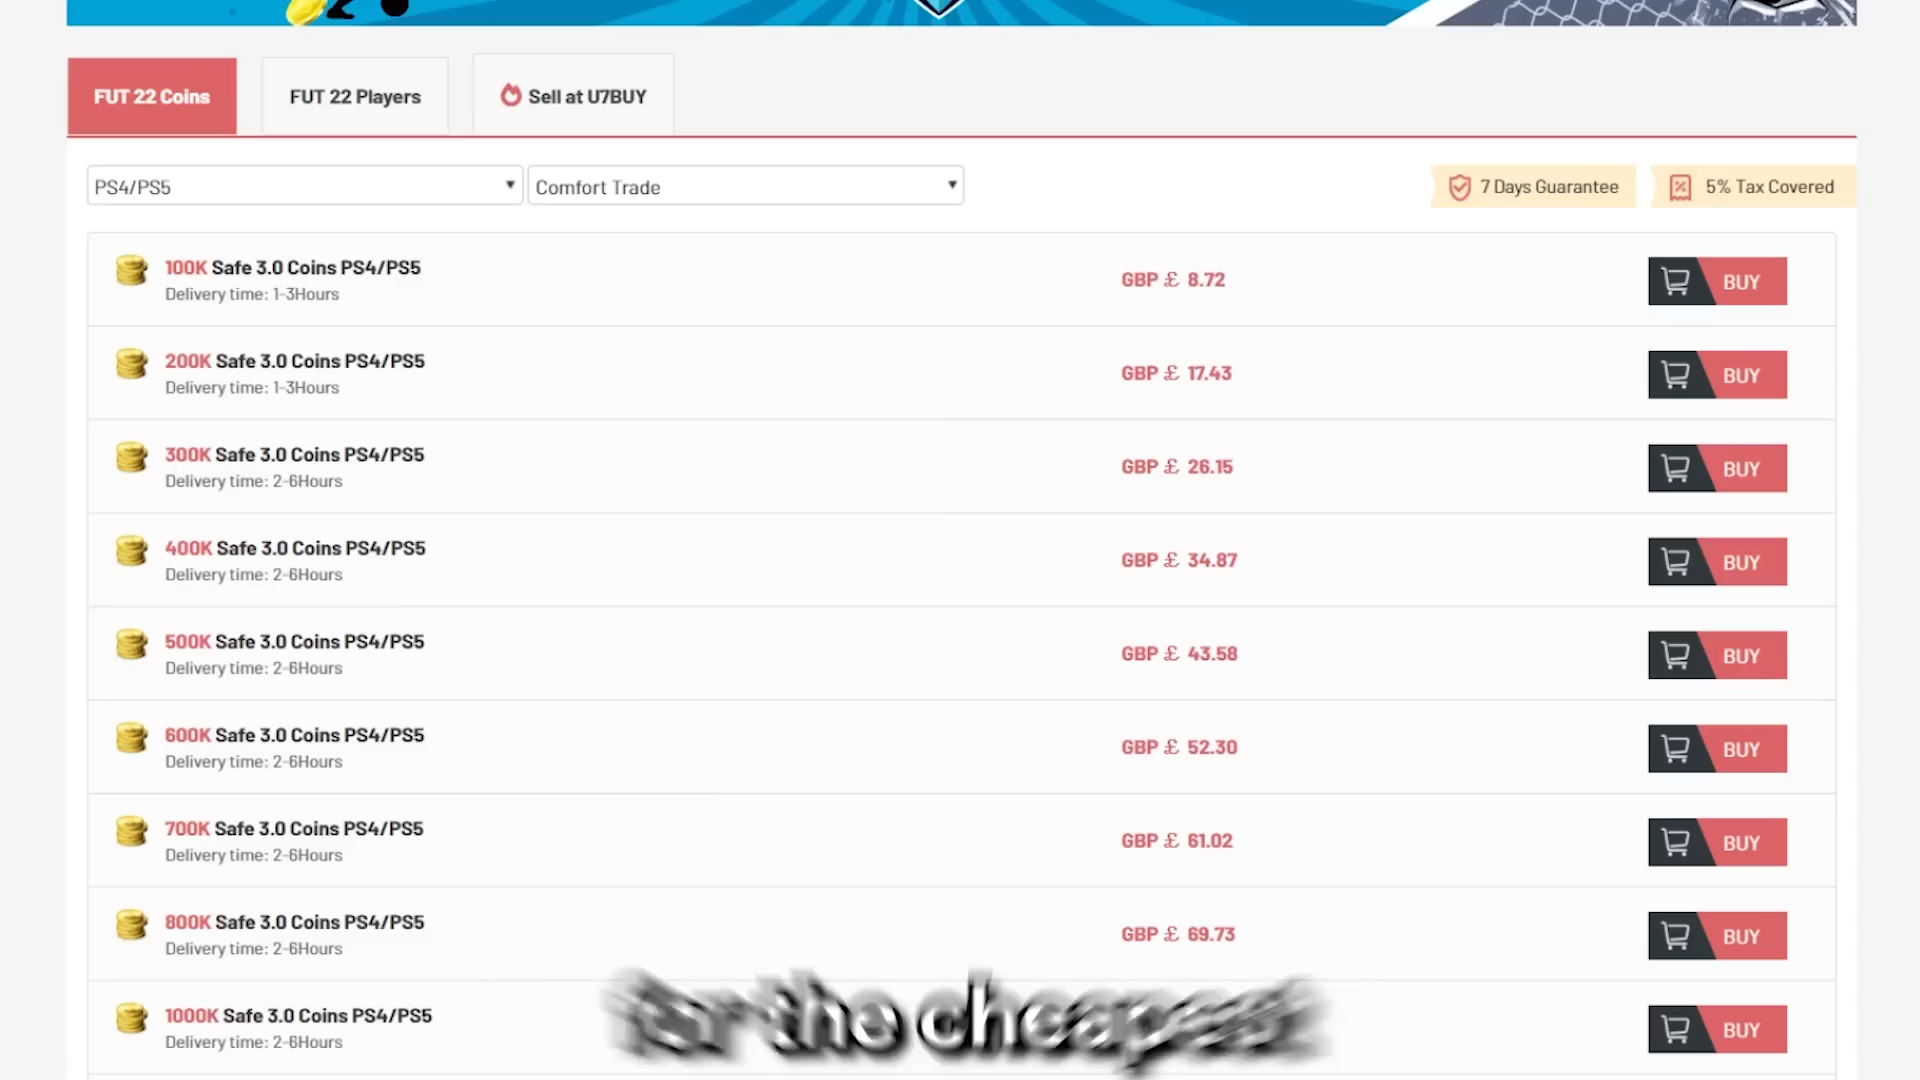 FUT 22 Coins
FUT 22 Players
Sell at U7BUY
PS4/PS5
Comfort Trade
7 Days Guarantee
5% Tax Covered
100K Safe 3.0 Coins PS4/PS5
Delivery time: 1-3Hours
GBP £ 8.72
BUY
200K Safe 3.0 Coins PS4/PS5
Delivery time: 1-3Hours
GBP £ 17.43
BUY
300K Safe 3.0 Coins PS4/PS5
Delivery time: 2-6Hours
GBP £ 26.15
BUY
400K Safe 3.0 Coins PS4/PS5
Delivery time: 2-6Hours
GBP £ 34.87
BUY
500K Safe 3.0 Coins PS4/PS5
Delivery time: 2-6Hours
GBP £ 43.58
BUY
600K Safe 3.0 Coins PS4/PS5
Delivery time: 2-6Hours
GBP £ 52.30
BUY
700K Safe 3.0 Coins PS4/PS5
Delivery time: 2-6Hours
GBP £ 61.02
BUY
800K Safe 3.0 Coins PS4/PS5
Delivery time: 2-6Hours
GBP £ 69.73
BUY
1000K Safe 3.0 Coins PS4/PS5
Delivery time: 2-6Hours
BUY
for the cheapest